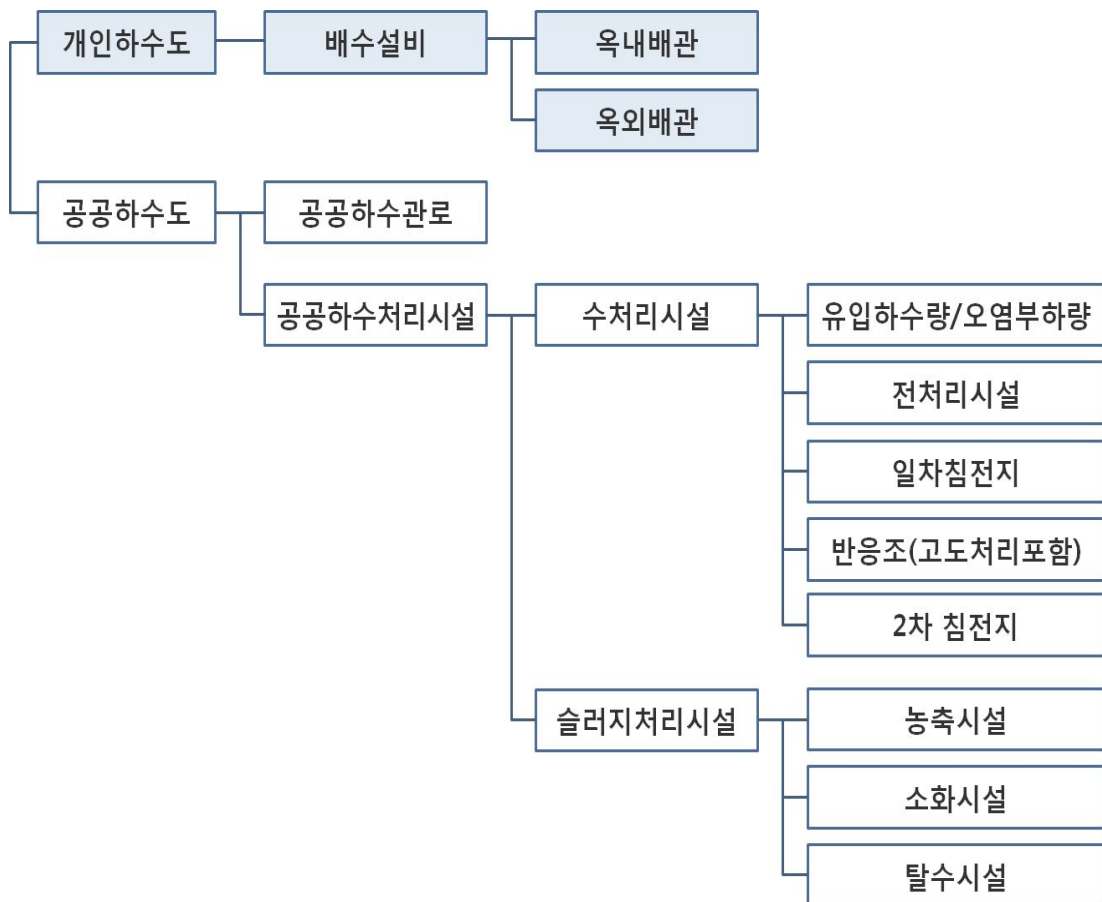 개인하수도
배수설비
옥내배관
옥외배관
공공하수도
공공하수관로
공공하수처리시설
수처리시설
유입하수량/오염부하량
전처리시설
일차침전지
반응조(고도처리포함)
2차 침전지
슬러지처리시설
농축시설
소화시설
탈수시설